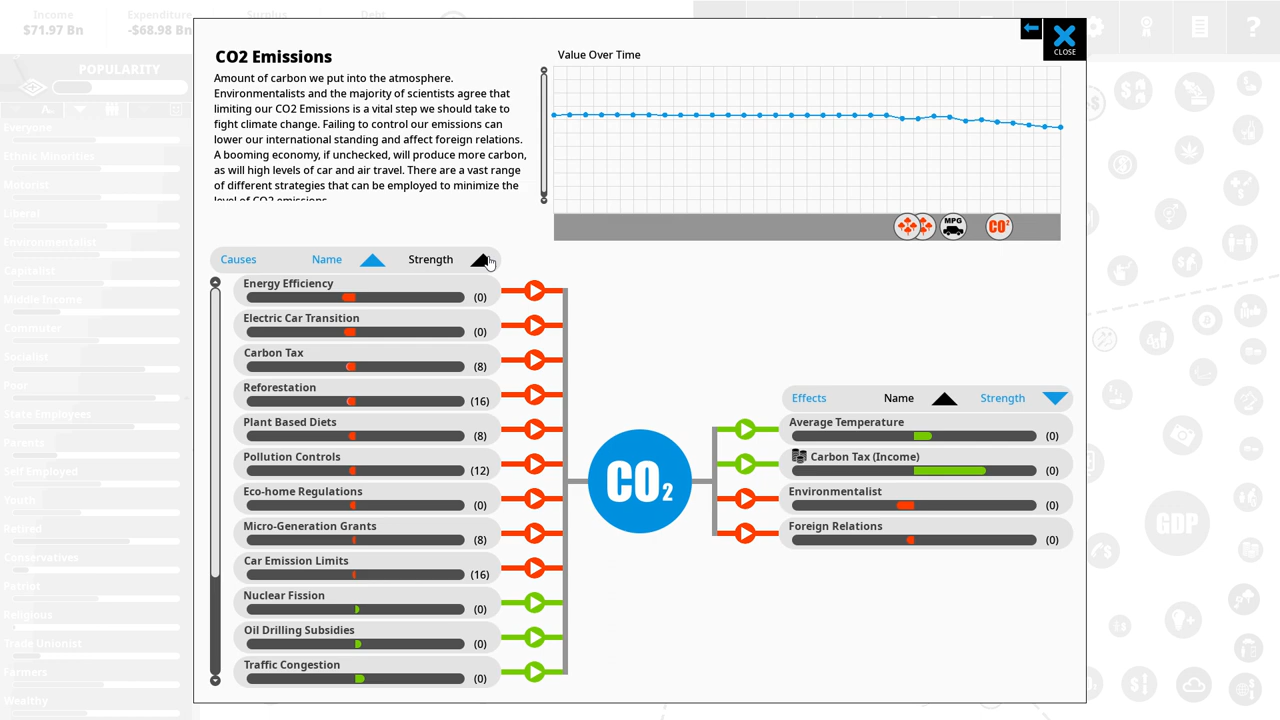 Income
Expenditure
Surplus
Debt
$71.97 Bn
-$68.98 Bn
POPULARITY
Everyone
Ethnic Minorities
Motorist
Liberal
Environmentalist
Capitalist
Middle Income
Commuter
Socialist
Poor
State Employees
Parents
Self Employed
Youth
Retired
Conservatives
Patriot
Religious
Trade Unionist
Farmers
Wealthy
CLOSE
CO2 Emissions
Amount of carbon we put into the atmosphere.
Environmentalists and the majority of scientists agree that
limiting our CO2 Emissions is a vital step we should take to
fight climate change. Failing to control our emissions can
lower our international standing and affect foreign relations.
A booming economy, if unchecked, will produce more carbon,
as will high levels of car and air travel. There are a vast range
of different strategies that can be employed to minimize the
level of CO2 emissions.
Value Over Time
MPG
CO²
Causes
Name
Strength
Energy Efficiency
(0)
Electric Car Transition
(0)
Carbon Tax
(8)
Reforestation
(16)
Plant Based Diets
(8)
Pollution Controls
(12)
Eco-home Regulations
(0)
Micro-Generation Grants
(8)
Car Emission Limits
(16)
Nuclear Fission
(0)
Oil Drilling Subsidies
(0)
Traffic Congestion
(0)
CO2
Effects
Name
Strength
Average Temperature
(0)
Carbon Tax (Income)
(0)
Environmentalist
(0)
Foreign Relations
(0)
GDP